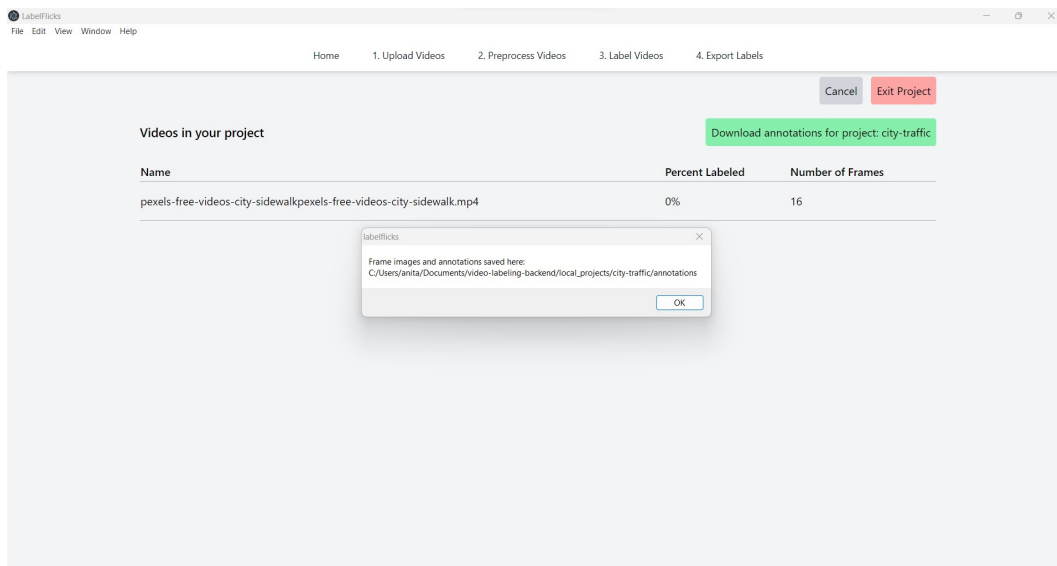 LabelFlicks
File Edit View Window Help
Home 1. Upload Videos 2. Preprocess Videos 3. Label Videos 4. Export Labels
Cancel Exit Project
Videos in your project Download annotations for project: city-traffic
Name Percent Labeled Number of Frames
pexels-free-videos-city-sidewalkpexels-free-videos-city-sidewalk.mp4 0% 16
labelflicks
Frame images and annotations saved here:
C:/Users/anita/Documents/video-labeling-backend/local_projects/city-traffic/annotations
OK